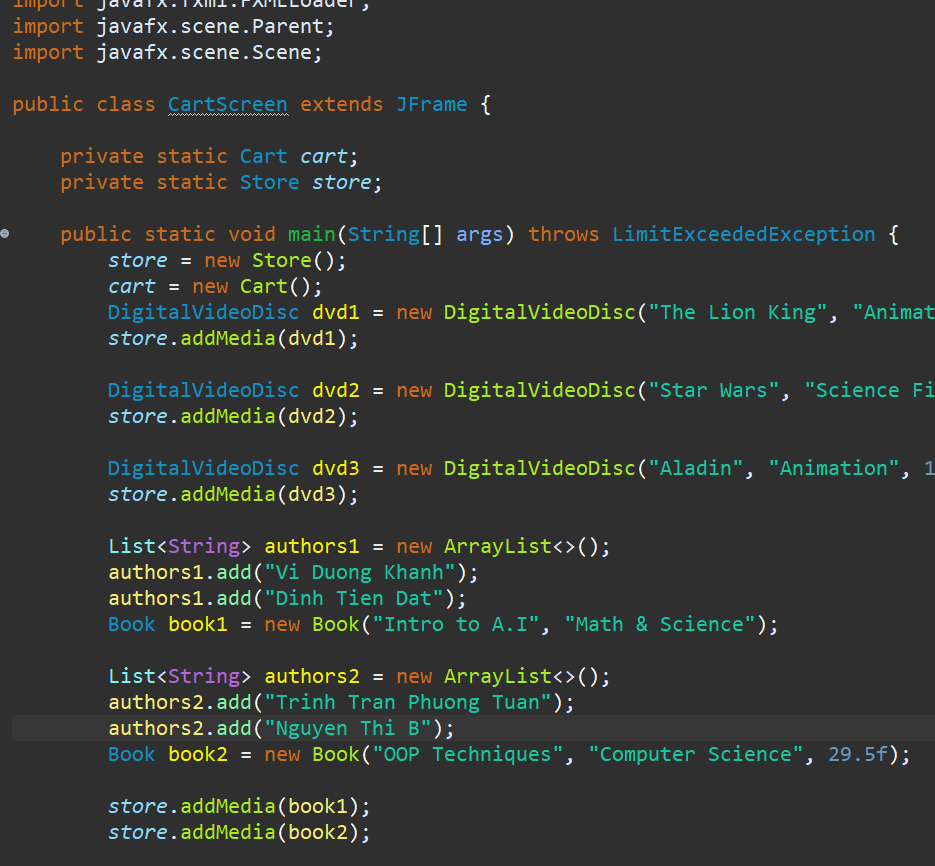 import javafx.fxml.FXMLLoader;
import javafx.scene.Parent;
import javafx.scene.Scene;
public class CartScreen extends JFrame {
private static Cart cart;
private static Store store;
public static void main(String[] args) throws LimitExceededException {
store = new Store();
cart = new Cart();
DigitalVideoDisc dvd1 = new DigitalVideoDisc("The Lion King", "Animat
store.addMedia(dvd1);
DigitalVideoDisc dvd2 = new DigitalVideoDisc("Star Wars", "Science Fi
store.addMedia(dvd2);
DigitalVideoDisc dvd3 = new DigitalVideoDisc("Aladin", "Animation", 1
store.addMedia(dvd3);
List<String> authors1 = new ArrayList<>();
authors1.add("Vi Duong Khanh");
authors1.add("Dinh Tien Dat");
Book book1 = new Book("Intro to A.I", "Math & Science");
List<String> authors2 = new ArrayList<>();
authors2.add("Trinh Tran Phuong Tuan");
authors2.add("Nguyen Thi B");
Book book2 = new Book("OOP Techniques", "Computer Science", 29.5f);
store.addMedia(book1);
store.addMedia(book2);